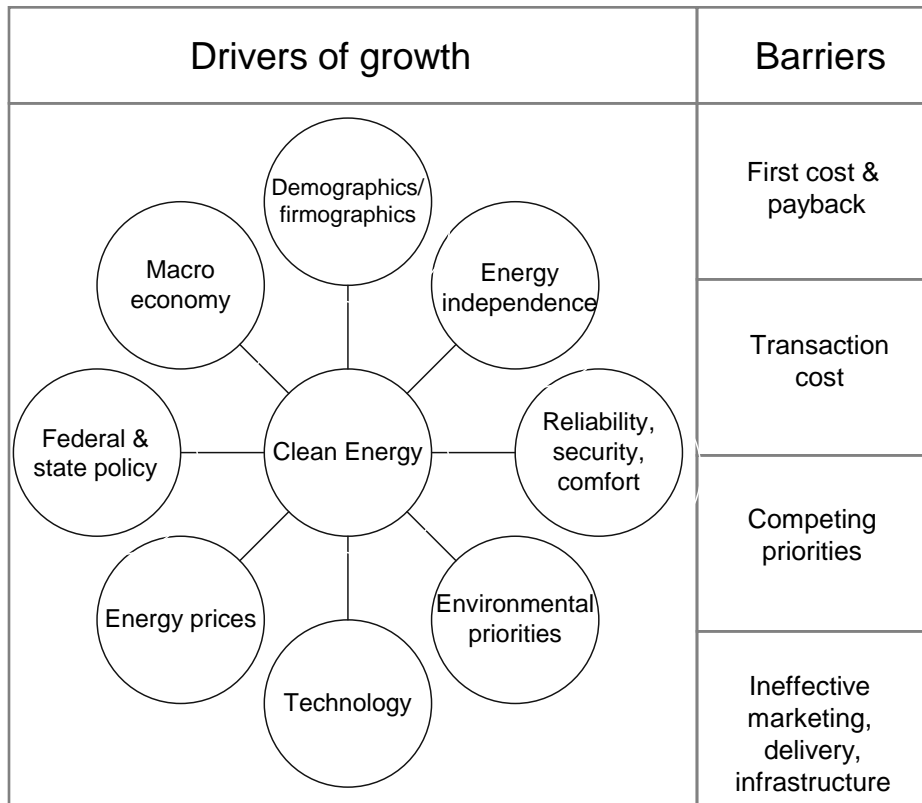 Drivers of growth
Barriers
Demographics/
firmographics
Macro
economy
Energy
independence
Federal &
state policy
Clean Energy
Reliability,
security,
comfort
Energy prices
Environmental
priorities
Technology
First cost &
payback
Transaction
cost
Competing
priorities
Ineffective
marketing,
delivery,
infrastructure